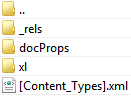 ..
_rels
docProps
xl
[Content_Types].xml